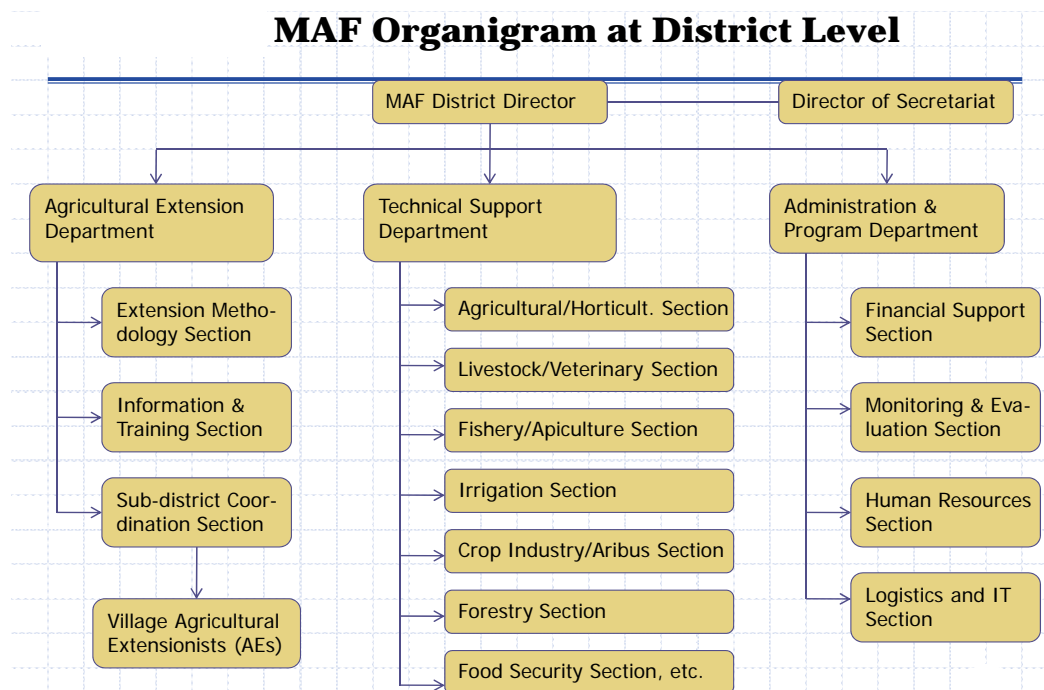 MAF Organigram at District Level
MAF District Director
Director of Secretariat
Agricultural Extension
Department
Extension Metho-
dology Section
Information &
Training Section
Sub-district Coor-
dination Section
Village Agricultural
Extensionists (AEs)
Technical Support
Department
Agricultural/Horticult. Section
Livestock/Veterinary Section
Fishery/Apiculture Section
Irrigation Section
Crop Industry/Aribus Section
Forestry Section
Food Security Section, etc.
Administration &
Program Department
Financial Support
Section
Monitoring & Eva-
luation Section
Human Resources
Section
Logistics and IT
Section